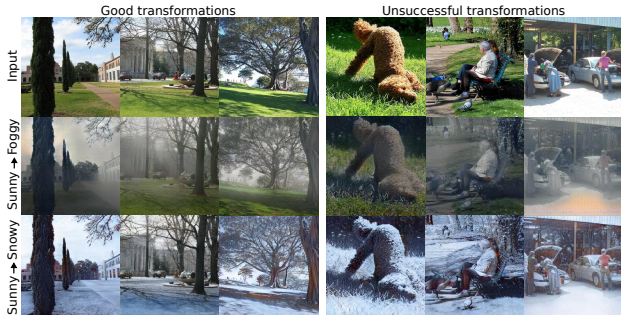 Good transformations
Unsuccessful transformations
Input
Sunny → Foggy
Sunny → Snowy